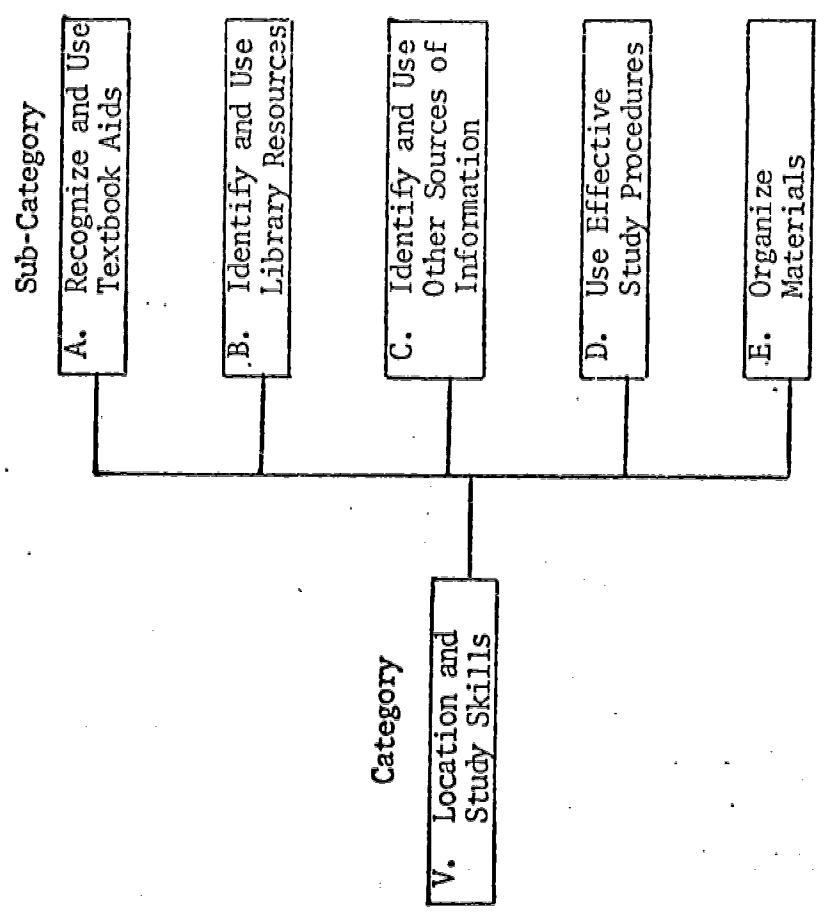 Category
V. Location and
Study Skills
Sub-Category
A. Recognize and Use
Textbook Aids
B. Identify and Use
Library Resources
C. Identify and Use
Other Sources of
Information
D. Use Effective
Study Procedures
E. Organize
Materials